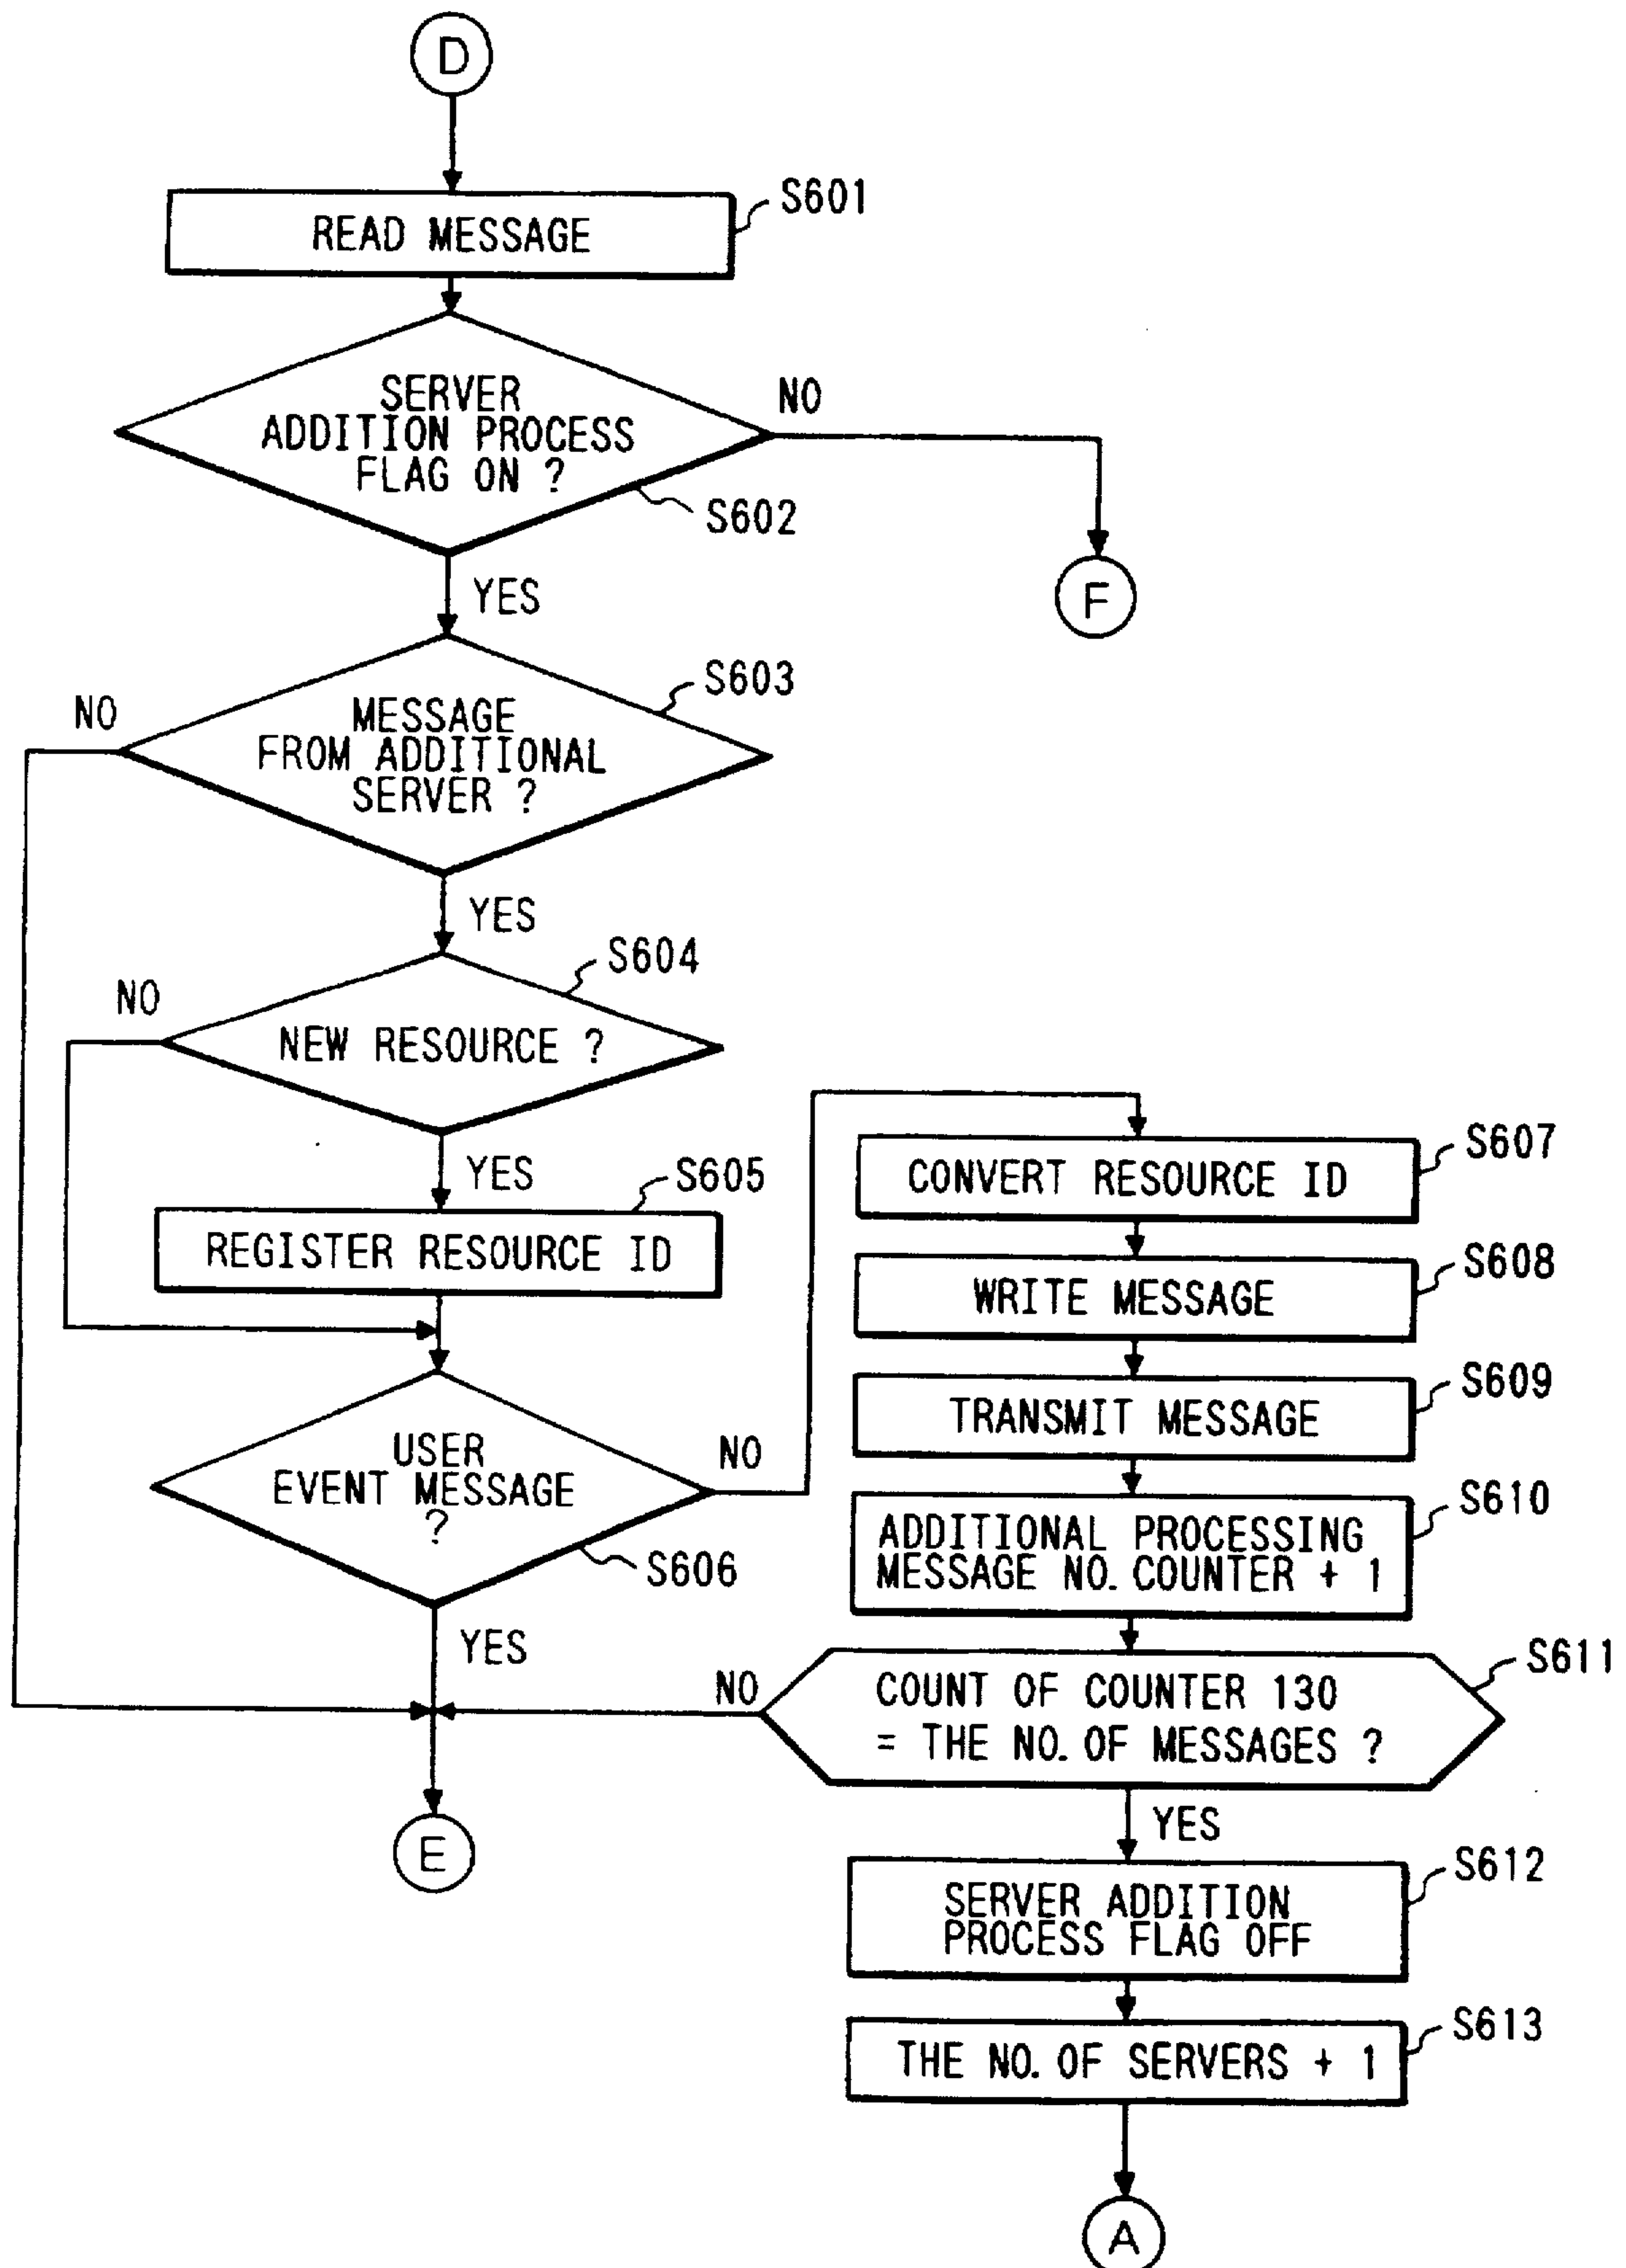 D
READ MESSAGE
S601
SERVER
ADDITION PROCESS
FLAG ON ?
S602
NO
YES
F
MESSAGE
FROM ADDITIONAL
SERVER ?
S603
NO
YES
NEW RESOURCE ?
S604
NO
YES
REGISTER RESOURCE ID
S605
USER
EVENT MESSAGE
?
S606
NO
YES
E
CONVERT RESOURCE ID
S607
WRITE MESSAGE
S608
TRANSMIT MESSAGE
S609
ADDITIONAL PROCESSING
MESSAGE NO. COUNTER + 1
S610
COUNT OF COUNTER 130
= THE NO. OF MESSAGES ?
S611
NO
YES
SERVER ADDITION
PROCESS FLAG OFF
S612
THE NO. OF SERVERS + 1
S613
A